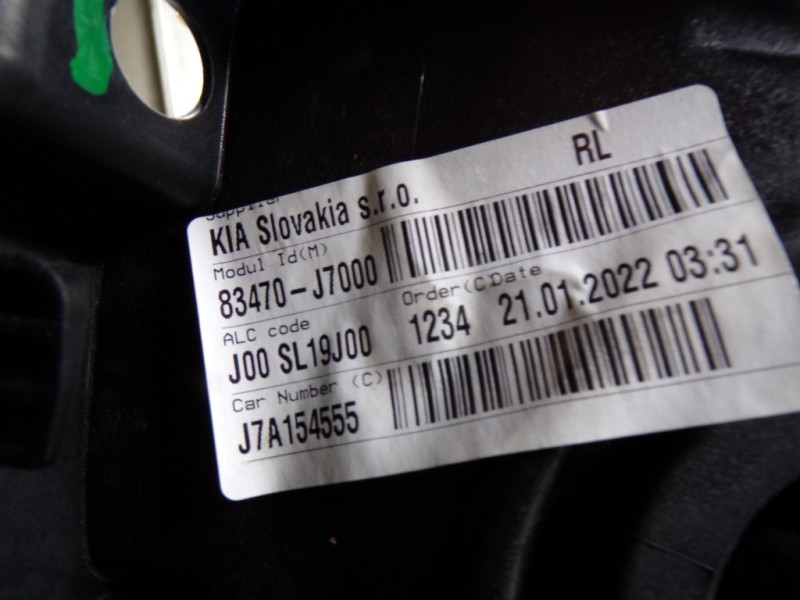 RL
Supplier
KIA Slovakia s.r.o.
Modul Id(M)
83470-J7000
Order(C)Date
ALC code
1234 21.01.2022 03:31
J00 SL19J00
Car Number (C)
J7A154555